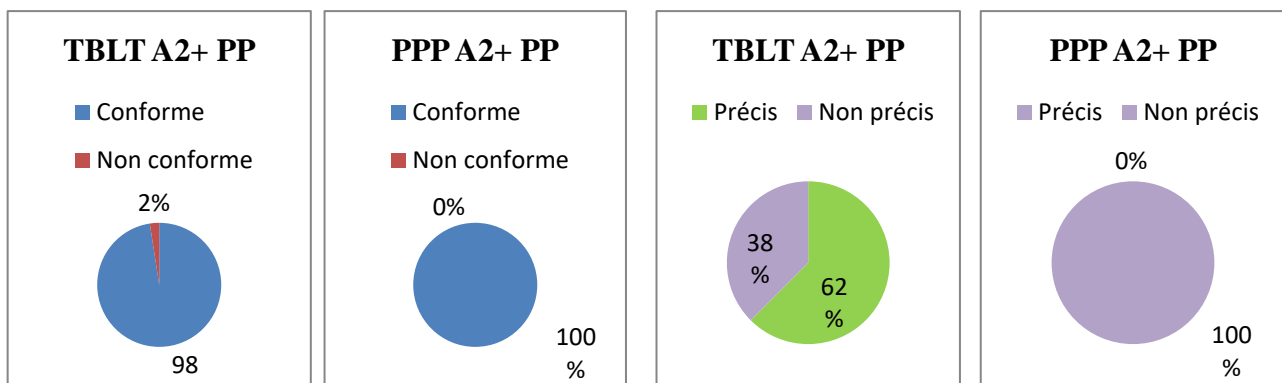 TBLT A2+ PP
Conforme
Non conforme
2%
98
PPP A2+ PP
Conforme
Non conforme
0%
100
%
TBLT A2+ PP
Précis Non précis
38
%
62
%
PPP A2+ PP
Précis Non précis
0%
100
%